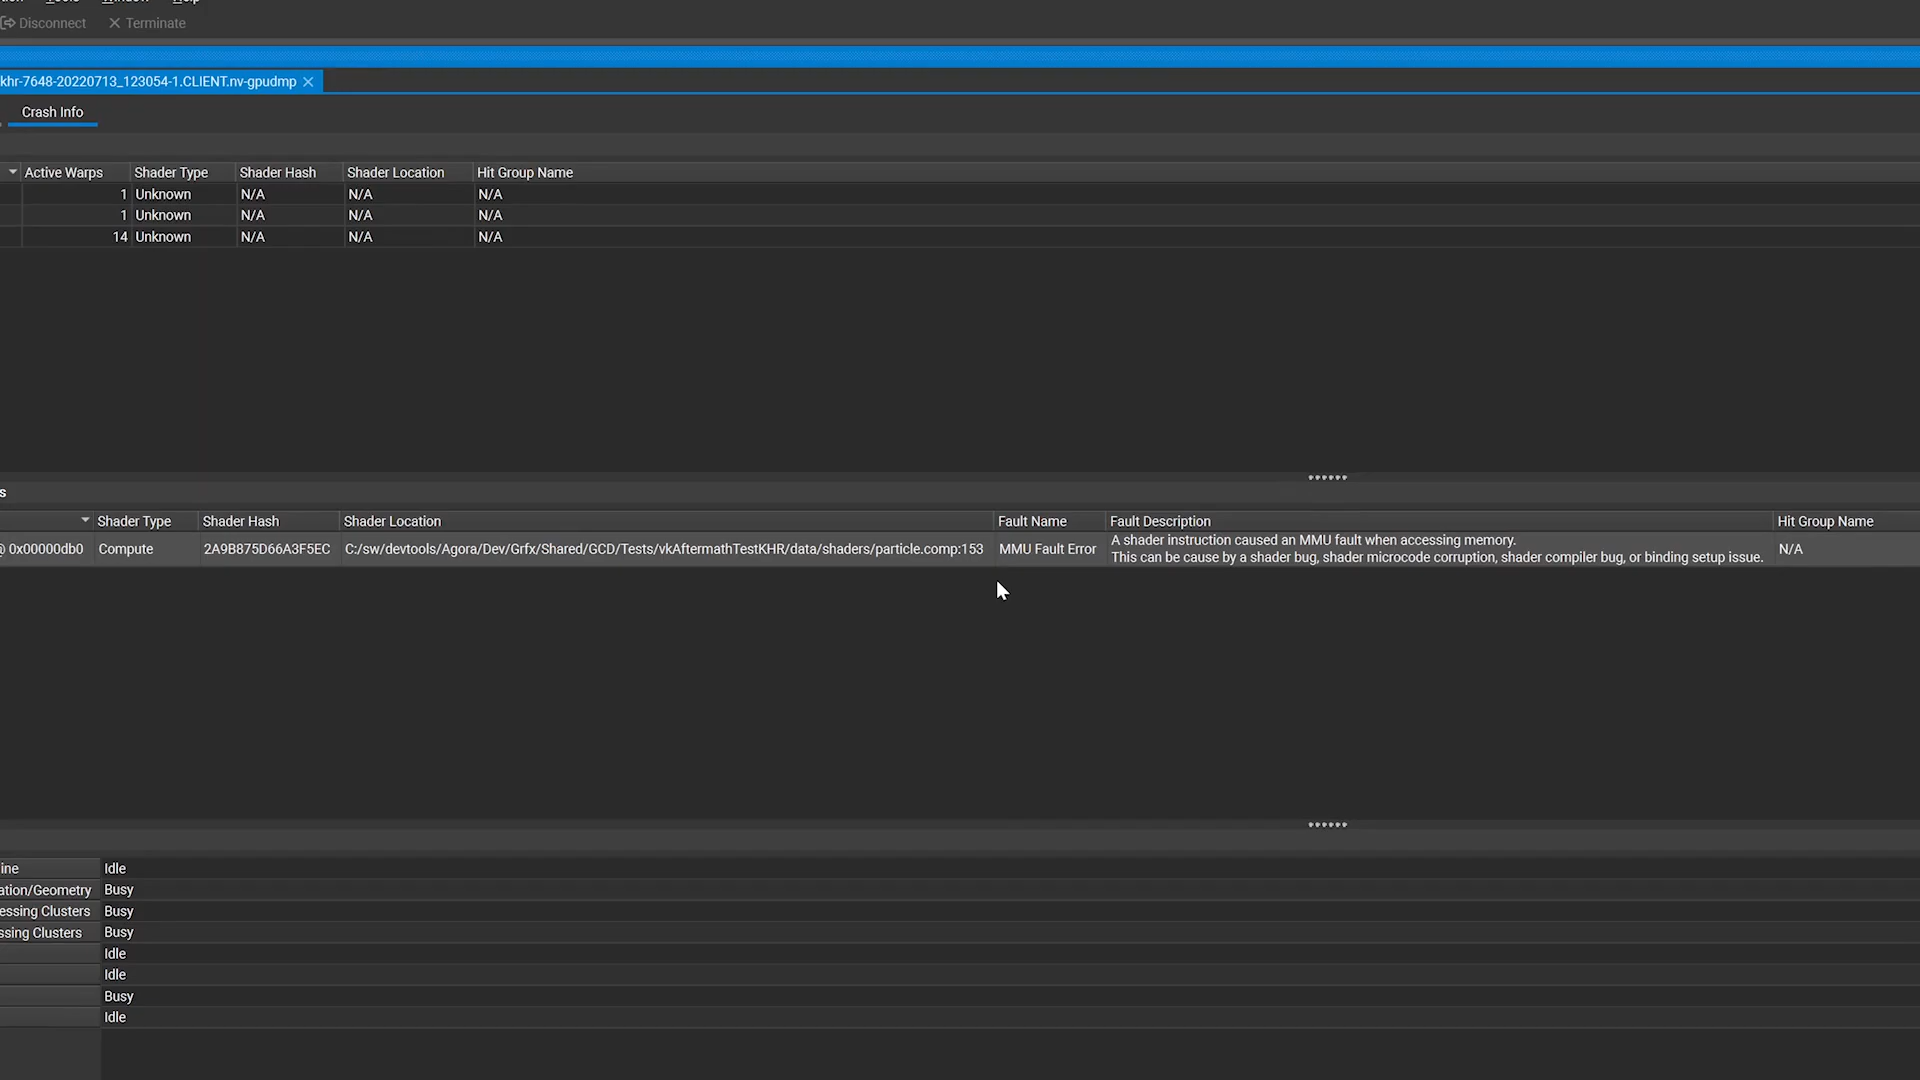 Disconnect Terminate
khr-7648-20220713_123054-1.CLIENT.nv-gpudmp
Crash Info
Active Warps Shader Type Shader Hash Shader Location Hit Group Name
1 Unknown N/A N/A N/A
1 Unknown N/A N/A N/A
14 Unknown N/A N/A N/A
s
Shader Type Shader Hash Shader Location Fault Name Fault Description Hit Group Name
@ 0x00000db0 Compute 2A9B875D66A3F5EC C:/sw/devtools/Agora/Dev/Grfx/Shared/GCD/Tests/vkAftermathTestKHR/data/shaders/particle.comp:153 MMU Fault Error A shader instruction caused an MMU fault when accessing memory. N/A
This can be cause by a shader bug, shader microcode corruption, shader compiler bug, or binding setup issue.
ine Idle
ation/Geometry Busy
essing Clusters Busy
ssing Clusters Busy
Idle
Idle
Busy
Idle